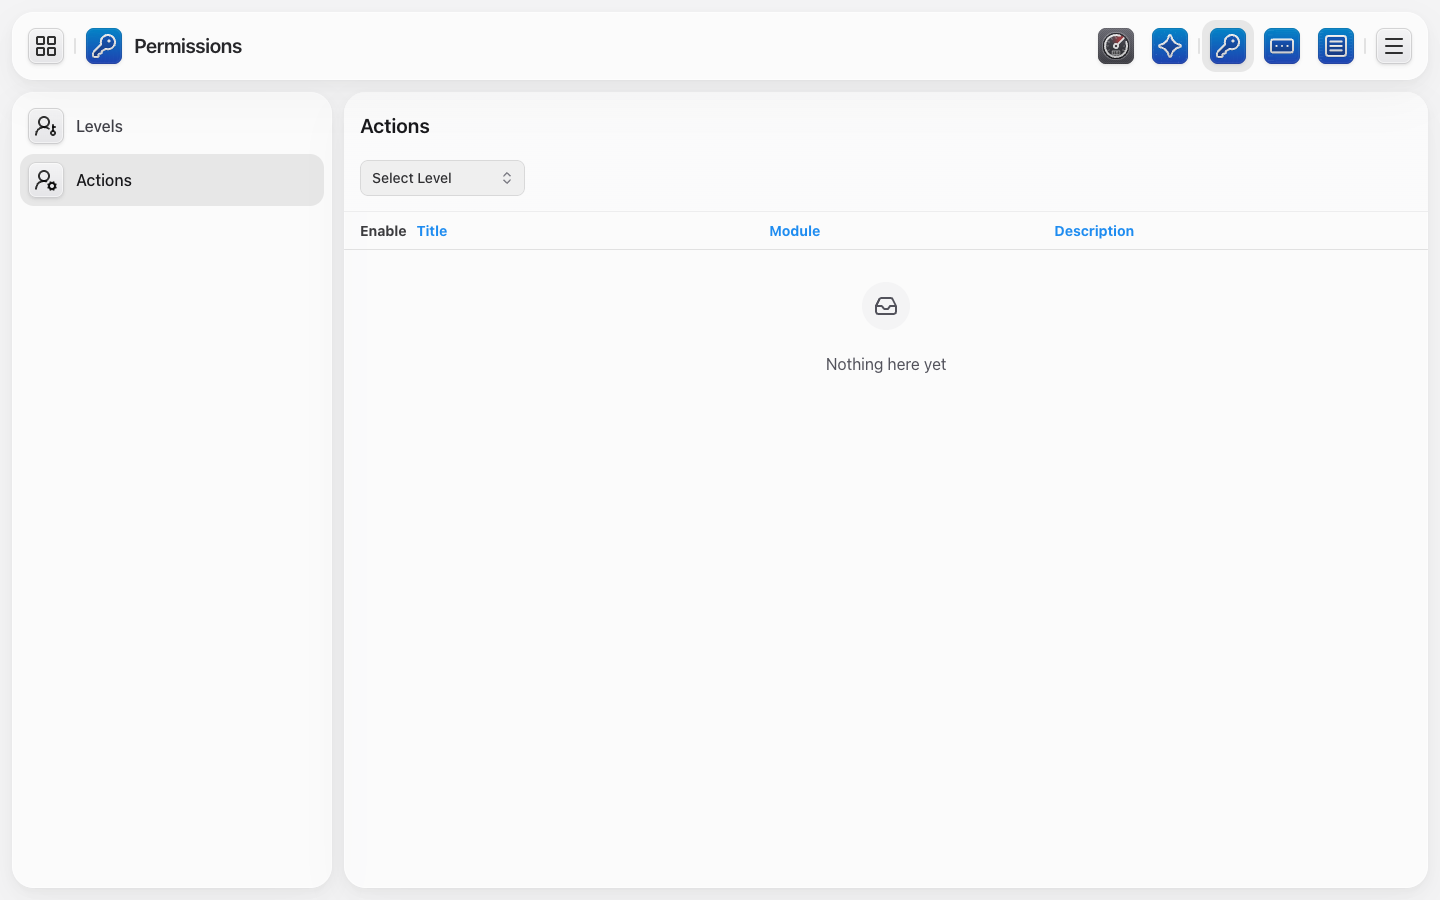 Permissions
Levels
Actions
Actions
Select Level
Enable Title Module Description
Nothing here yet